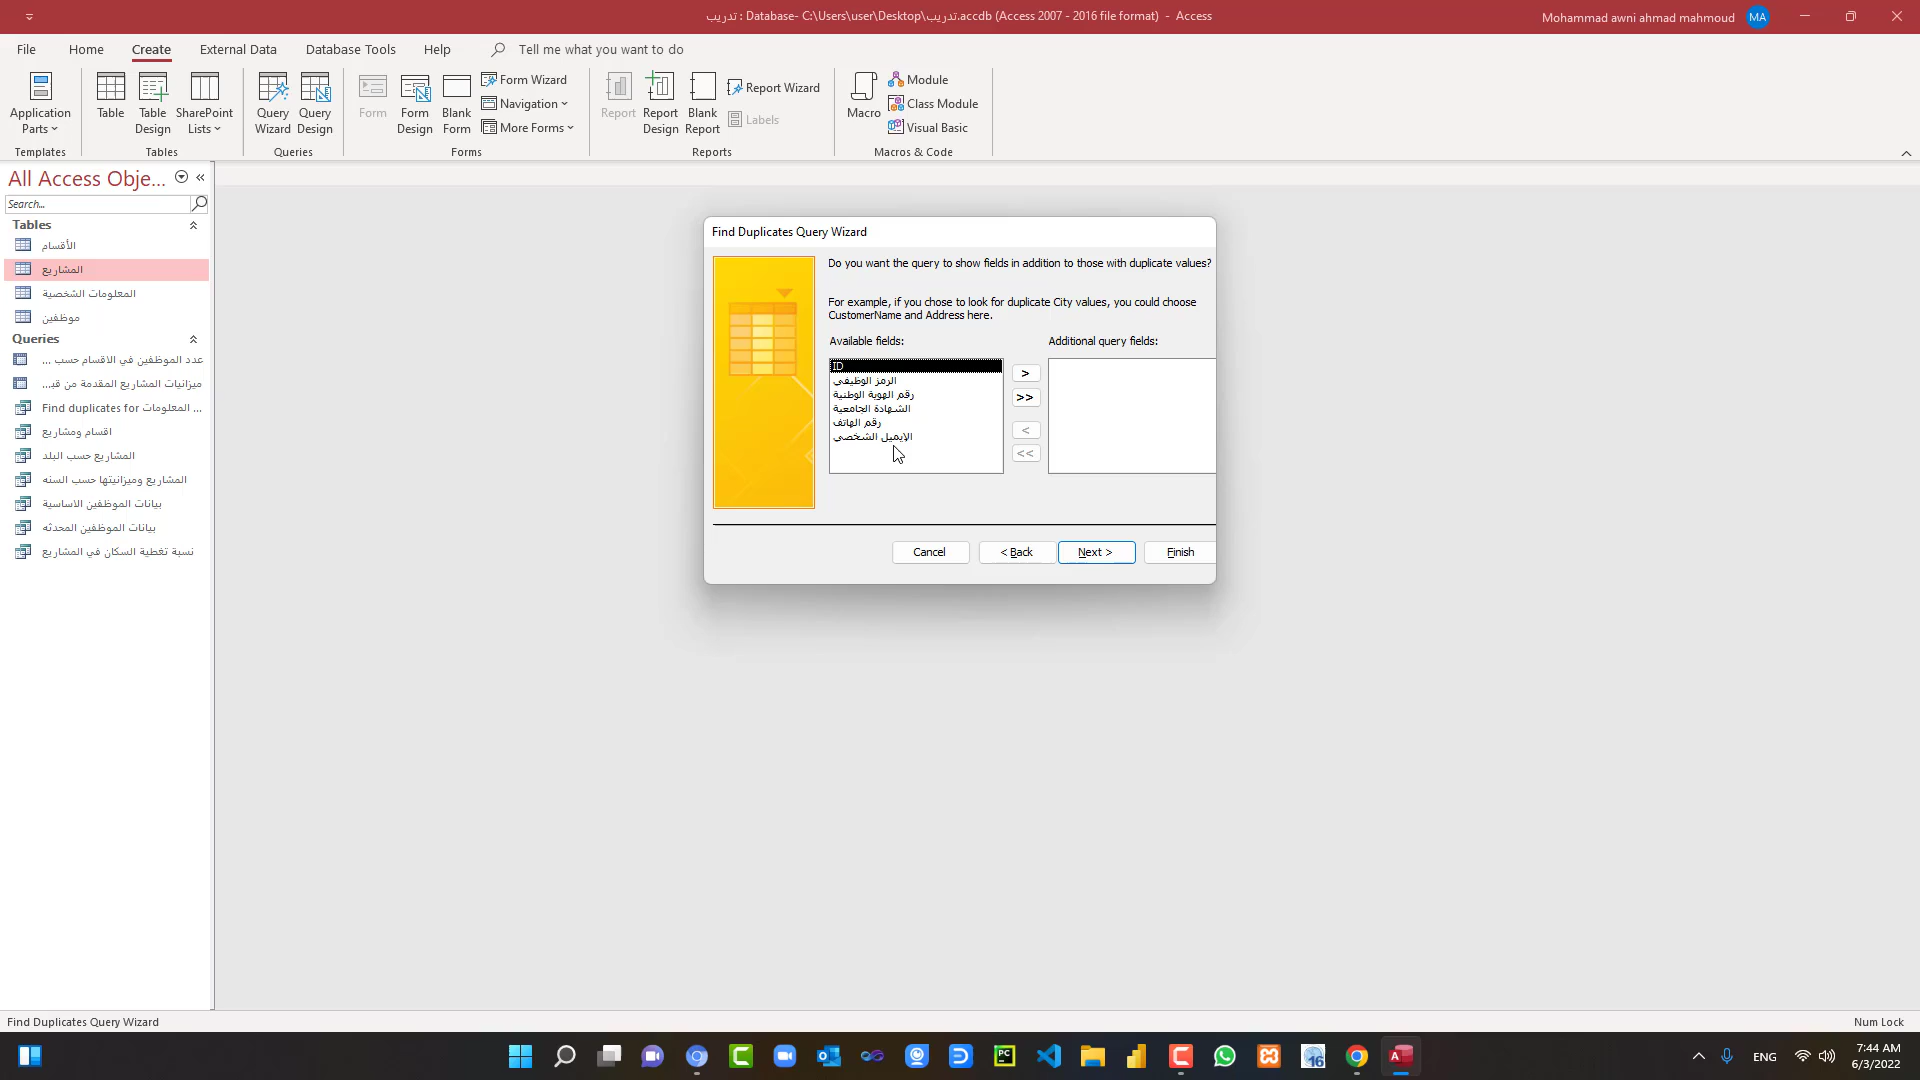 تدريب : Database- C:\Users\user\Desktop\تدريب.accdb (Access 2007 - 2016 file format) - Access
Mohammad awni ahmad mahmoud
MA
File
Home
Create
External Data
Database Tools
Help
Tell me what you want to do
Application Parts
Table
Table Design
SharePoint Lists
Query Wizard
Query Design
Form
Form Design
Blank Form
Form Wizard
Navigation
More Forms
Report
Report Design
Blank Report
Report Wizard
Labels
Macro
Module
Class Module
Visual Basic
Templates
Tables
Queries
Forms
Reports
Macros & Code
All Access Obje...
Search...
Tables
الأقسام
المشاريع
المعلومات الشخصية
موظفين
Queries
عدد الموظفين في الاقسام حسب ...
ميزانيات المشاريع المقدمة من قبـ...
Find duplicates for المعلومات ...
اقسام ومشاريع
المشاريع حسب البلد
المشاريع وميزانيتها حسب السنه
بيانات الموظفين الاساسية
بيانات الموظفين المحدثه
نسبة تغطية السكان في المشاريع
Find Duplicates Query Wizard
Do you want the query to show fields in addition to those with duplicate values?
For example, if you chose to look for duplicate City values, you could choose
CustomerName and Address here.
Available fields:
Additional query fields:
ID
الرمز الوظيفي
رقم الهوية الوطنية
الشهادة الجامعية
رقم الهاتف
الإيميل الشخصي
>
>>
<
<<
Cancel
< Back
Next >
Finish
Find Duplicates Query Wizard
Num Lock
PC
16
A
ENG
7:44 AM
6/3/2022